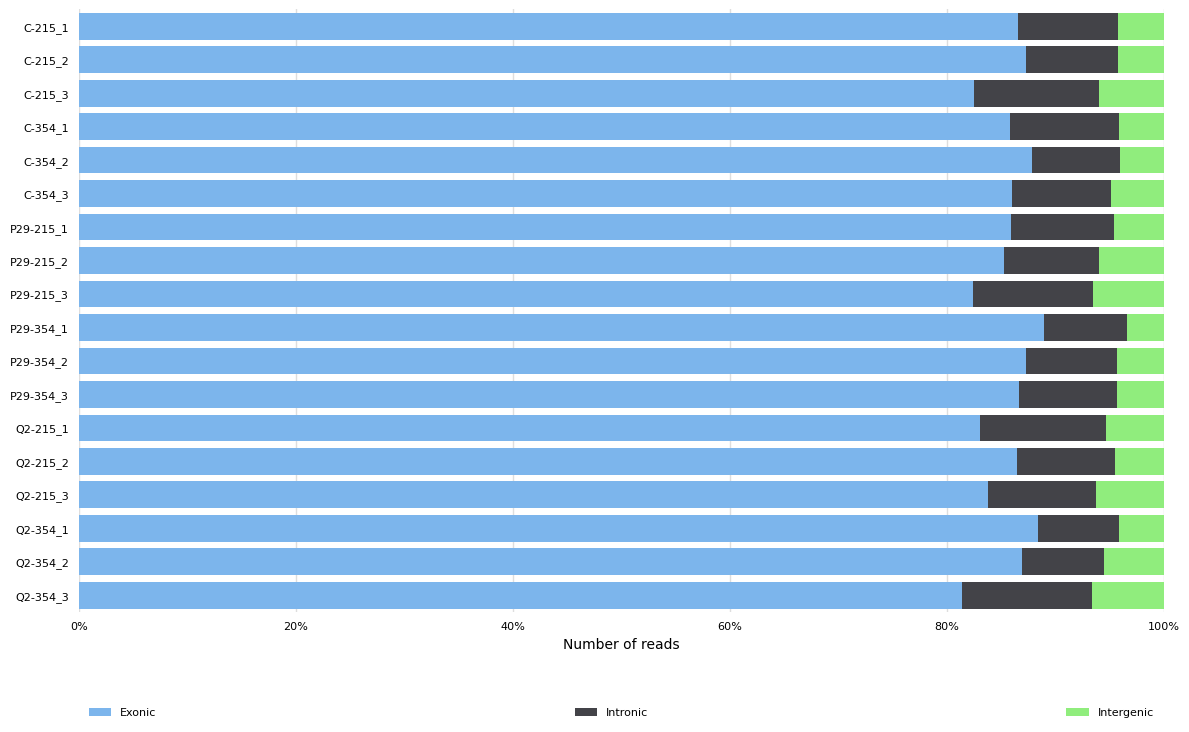 C-215_1
C-215_2
C-215_3
C-354_1
C-354_2
C-354_3
P29-215_1
P29-215_2
P29-215_3
P29-354_1
P29-354_2
P29-354_3
Q2-215_1
Q2-215_2
Q2-215_3
Q2-354_1
Q2-354_2
Q2-354_3
0% 20% 40% 60% 80% 100%
Number of reads
Exonic Intronic Intergenic